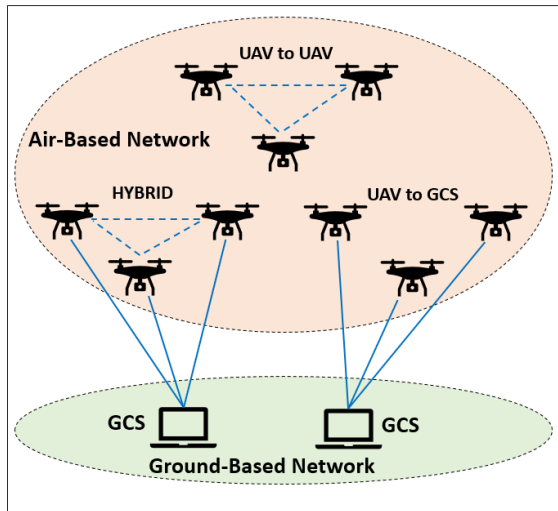 UAV to UAV
Air-Based Network
HYBRID
UAV to GCS
GCS
GCS
Ground-Based Network